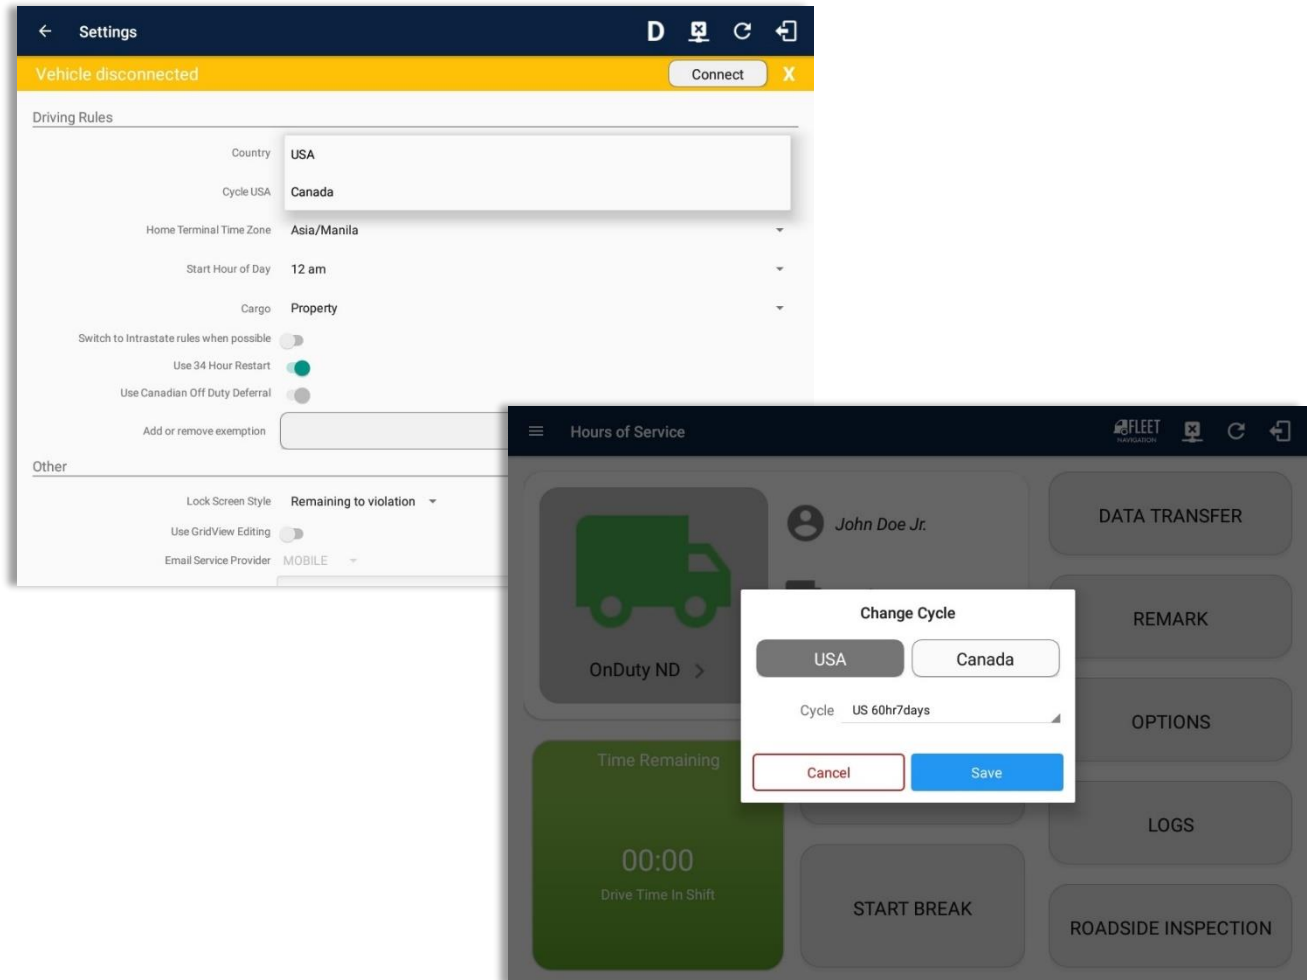 Settings
D
Vehicle disconnected
Connect
X
Driving Rules
Country
USA
Cycle USA
Canada
Home Terminal Time Zone
Asia/Manila
Start Hour of Day
12 am
Cargo
Property
Switch to Intrastate rules when possible
Use 34 Hour Restart
Use Canadian Off Duty Deferral
Add or remove exemption
Other
Lock Screen Style
Remaining to violation
Use GridView Editing
Email Service Provider
MOBILE
Hours of Service
FLEET
NAVIGATION
John Doe Jr.
OnDuty ND
DATA TRANSFER
REMARK
OPTIONS
LOGS
ROADSIDE INSPECTION
Change Cycle
USA
Canada
Cycle
US 60hr7days
Cancel
Save
Time Remaining
00:00
Drive Time In Shift
START BREAK